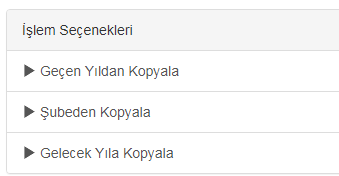 İşlem Seçenekleri
▶ Geçen Yıldan Kopyala
▶ Şubeden Kopyala
▶ Gelecek Yıla Kopyala